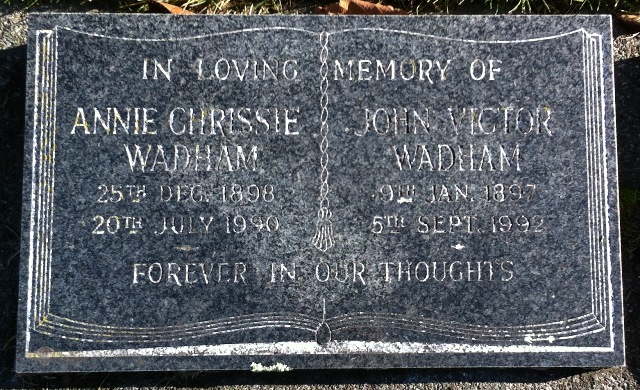 IN LOVING MEMORY OF
ANNIE CHRISSIE
WADHAM
25TH DEC. 1898
20TH JULY 1990
JOHN VICTOR
WADHAM
9TH JAN. 1897
5TH SEPT. 1992
FOREVER IN OUR THOUGHTS